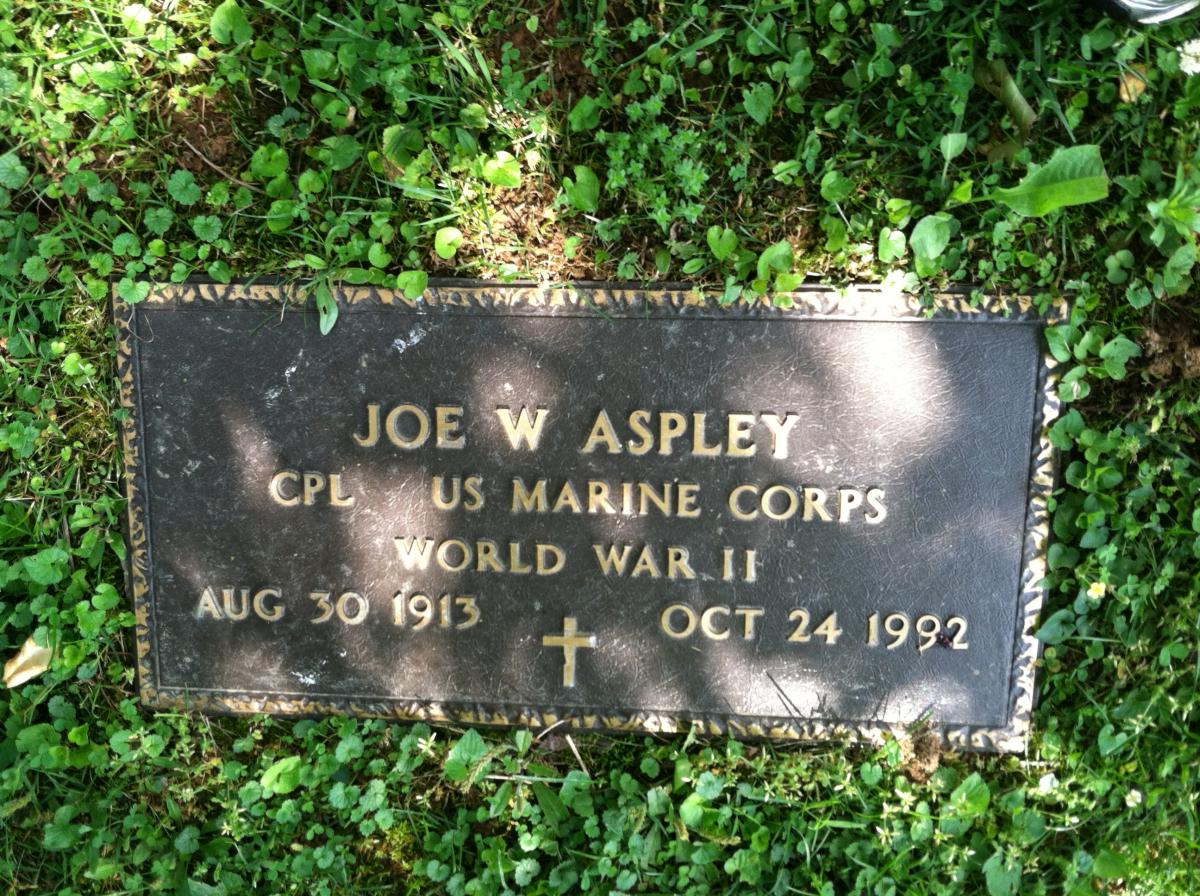 JOE W ASPLEY
CPL US MARINE CORPS
WORLD WAR II
AUG 30 1913 OCT 24 1992